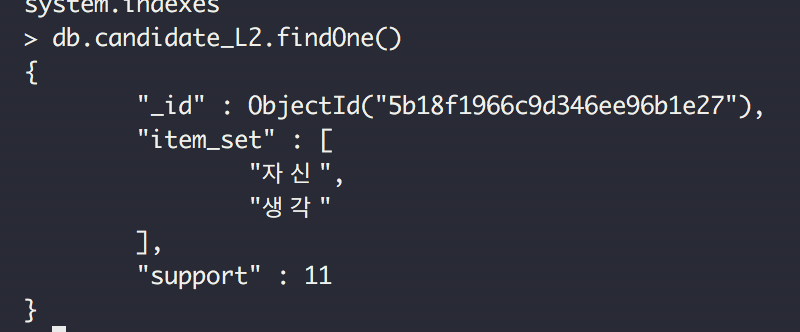 system.indexes
> db.candidate_L2.findOne()
{
"_id" : ObjectId("5b18f1966c9d346ee96b1e27"),
"item_set" : [
"자신",
"생각"
],
"support" : 11
}